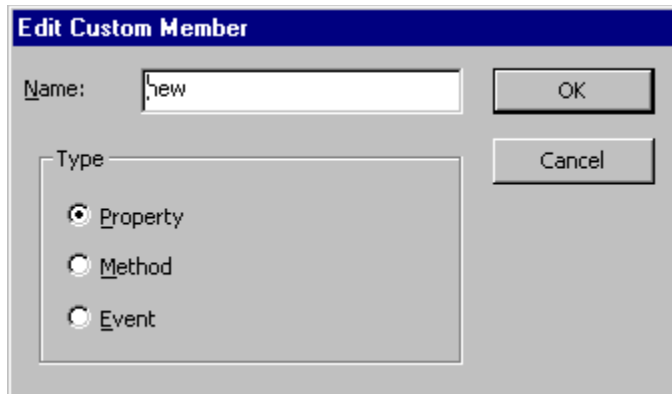 Edit Custom Member
Name: new OK
Type Cancel
Property
Method
Event